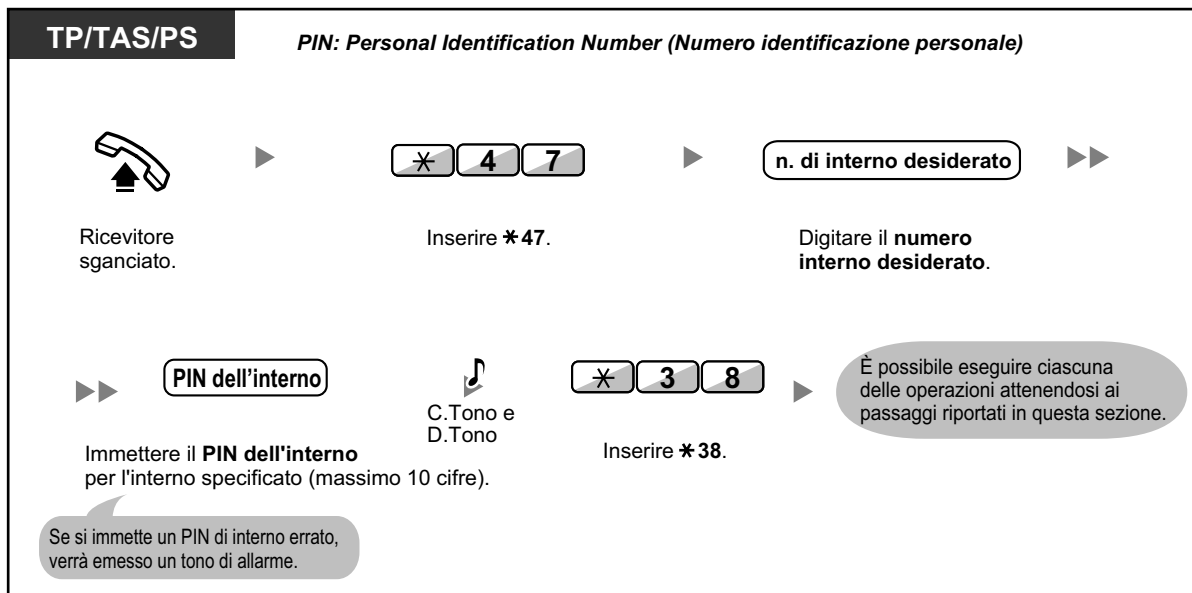 TP/TAS/PS
PIN: Personal Identification Number (Numero identificazione personale)
* 4 7
n. di interno desiderato
Ricevitore
sganciato.
Inserire *47.
Digitare il numero
interno desiderato.
PIN dell'interno
C.Tono e
D.Tono
* 3 8
È possibile eseguire ciascuna
delle operazioni attenendosi ai
passaggi riportati in questa sezione.
Immettere il PIN dell'interno
per l'interno specificato (massimo 10 cifre).
Inserire *38.
Se si immette un PIN di interno errato,
verrà emesso un tono di allarme.